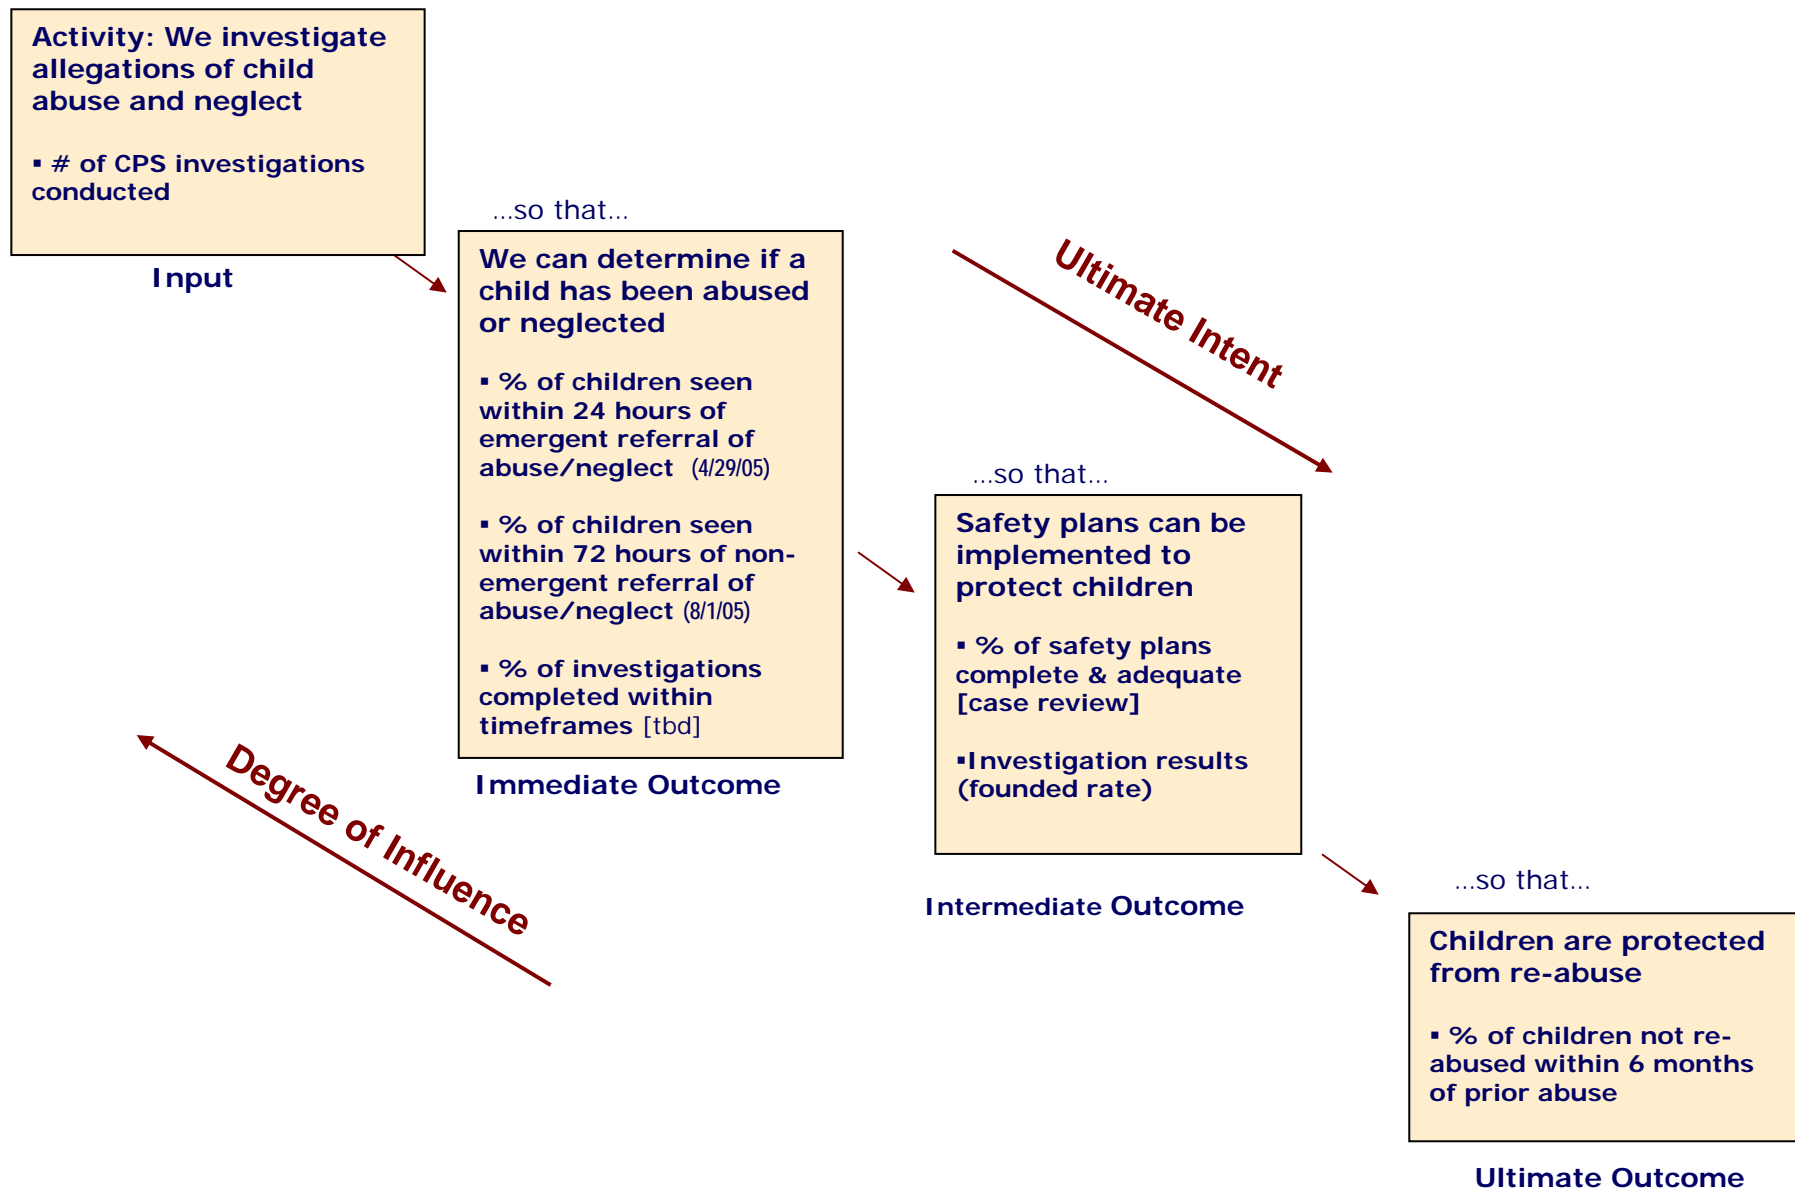 Activity: We investigate
allegations of child
abuse and neglect
▪ # of CPS investigations
conducted
Input
...so that...
We can determine if a
child has been abused
or neglected
▪ % of children seen
within 24 hours of
emergent referral of
abuse/neglect (4/29/05)
▪ % of children seen
within 72 hours of non-
emergent referral of
abuse/neglect (8/1/05)
▪ % of investigations
completed within
timeframes [tbd]
Immediate Outcome
Ultimate Intent
...so that...
Safety plans can be
implemented to
protect children
▪ % of safety plans
complete & adequate
[case review]
▪Investigation results
(founded rate)
Intermediate Outcome
Degree of Influence
...so that...
Children are protected
from re-abuse
▪ % of children not re-
abused within 6 months
of prior abuse
Ultimate Outcome